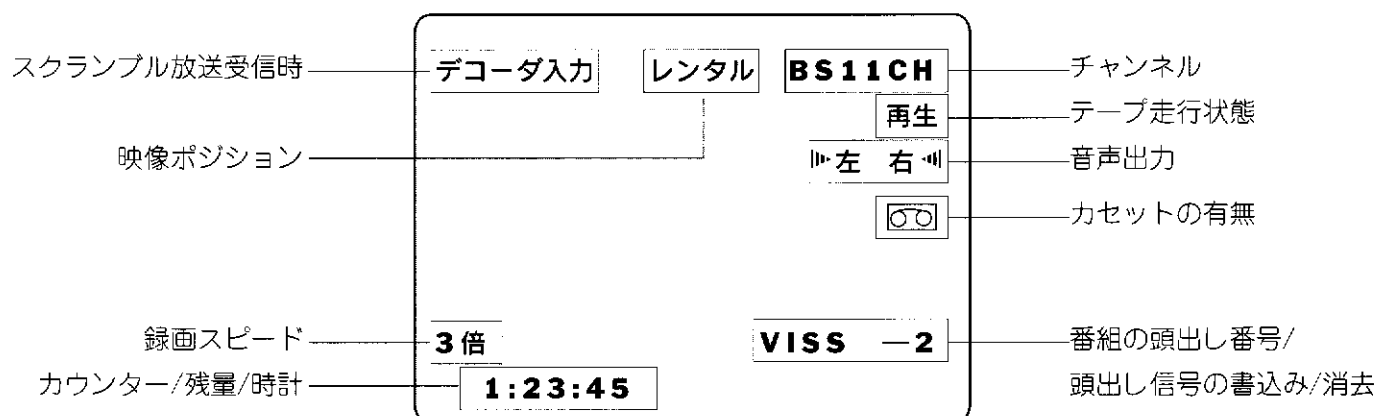 スクランブル放送受信時 デコーダ入力 レンタル BS11CH チャンネル
再生 テープ走行状態
映像ポジション 左 右 音声出力
カセットの有無
録画スピード 3倍 VISS −2 番組の頭出し番号/
カウンター/残量/時計 1:23:45 頭出し信号の書込み/消去